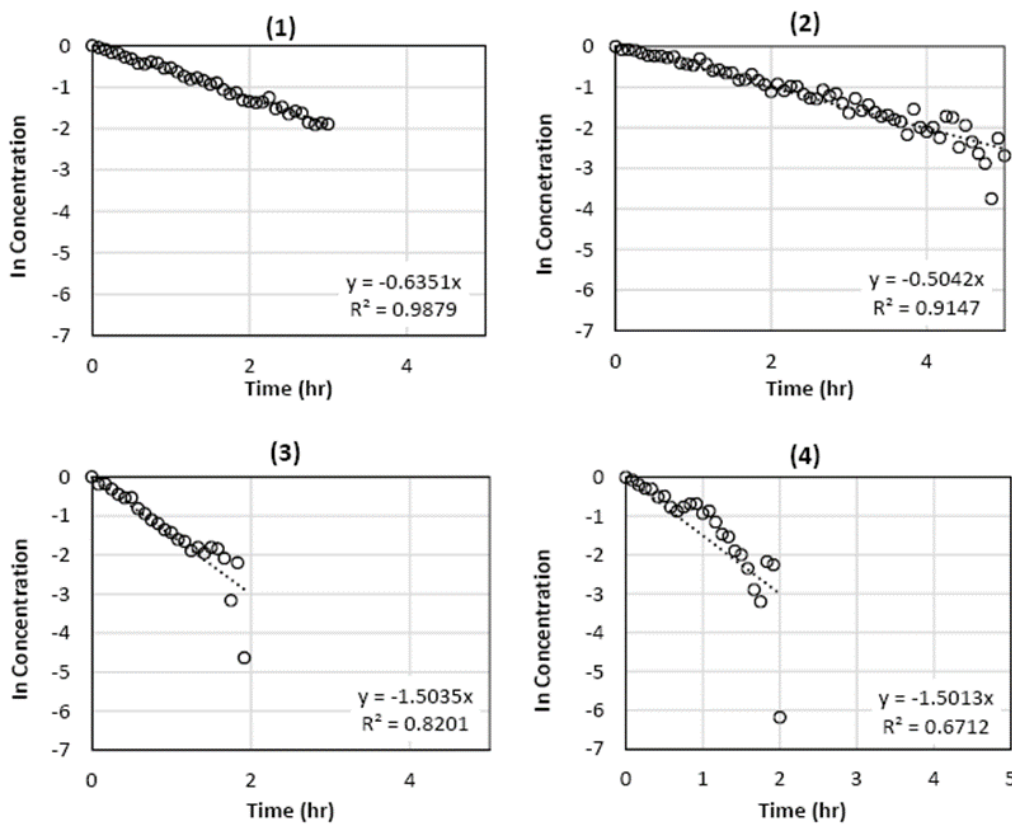 (1)
0
-1
-2
-3
-4
-5
-6
-7
ln Concentration
y = -0.6351x
R² = 0.9879
0 2 4
Time (hr)
(2)
0
-1
-2
-3
-4
-5
-6
-7
ln Concnetration
y = -0.5042x
R² = 0.9147
0 2 4
Time (hr)
(3)
0
-1
-2
-3
-4
-5
-6
-7
ln Concentration
y = -1.5035x
R² = 0.8201
0 2 4
Time (hr)
(4)
0
-1
-2
-3
-4
-5
-6
-7
ln Concentration
y = -1.5013x
R² = 0.6712
0 1 2 3 4 5
Time (hr)